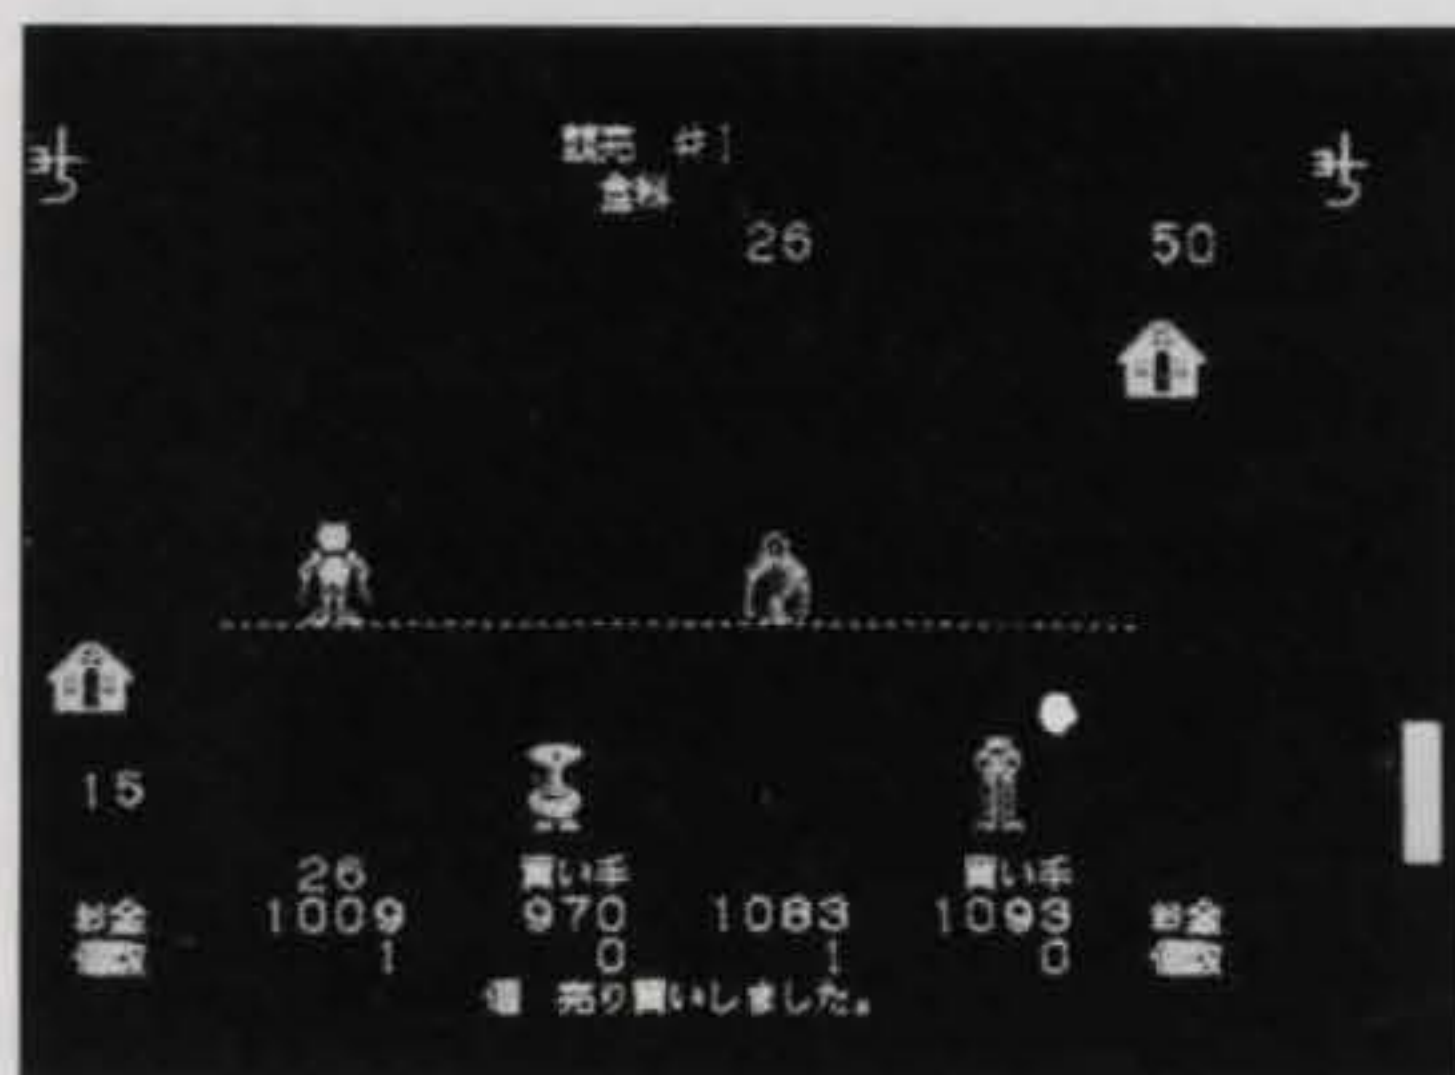 競売 #1
食料
26 50
15
26 買い手 買い手
お金 1009 970 1083 1093 お金
個数 1 0 1 0 個数
個 売り買いしました。